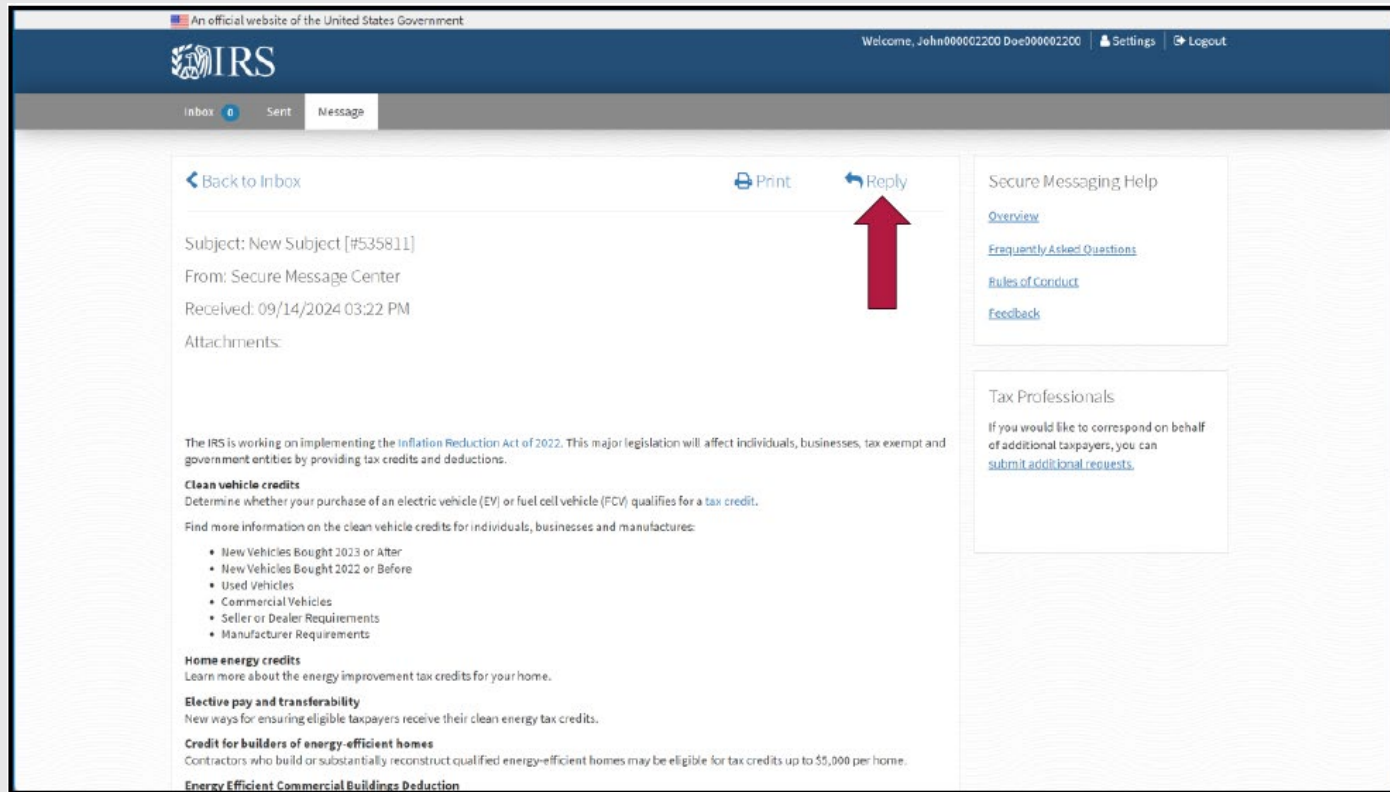 An official website of the United States Government
IRS
Welcome, John000002200 Doe000002200 Settings Logout
Inbox 0 Sent Message
Back to Inbox Print Reply
Subject: New Subject [#535811]
From: Secure Message Center
Received: 09/14/2024 03:22 PM
Attachments:
The IRS is working on implementing the Inflation Reduction Act of 2022. This major legislation will affect individuals, businesses, tax exempt and
government entities by providing tax credits and deductions.
Clean vehicle credits
Determine whether your purchase of an electric vehicle (EV) or fuel cell vehicle (FCV) qualifies for a tax credit.
Find more information on the clean vehicle credits for individuals, businesses and manufactures:
• New Vehicles Bought 2023 or After
• New Vehicles Bought 2022 or Before
• Used Vehicles
• Commercial Vehicles
• Seller or Dealer Requirements
• Manufacturer Requirements
Home energy credits
Learn more about the energy improvement tax credits for your home.
Elective pay and transferability
New ways for ensuring eligible taxpayers receive their clean energy tax credits.
Credit for builders of energy-efficient homes
Contractors who build or substantially reconstruct qualified energy-efficient homes may be eligible for tax credits up to $5,000 per home.
Energy Efficient Commercial Buildings Deduction
Secure Messaging Help
Overview
Frequently Asked Questions
Rules of Conduct
Feedback
Tax Professionals
If you would like to correspond on behalf
of additional taxpayers, you can
submit additional requests.